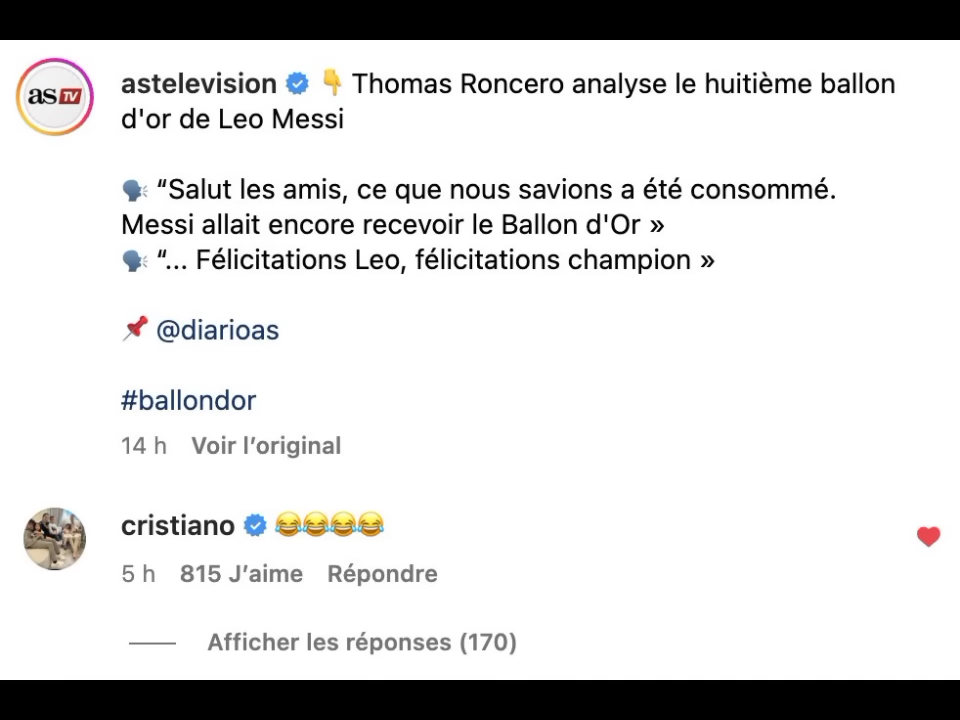 as TV
astelevision 👇 Thomas Roncero analyse le huitième ballon
d'or de Leo Messi
🗣 “Salut les amis, ce que nous savions a été consommé.
Messi allait encore recevoir le Ballon d'Or »
🗣 “... Félicitations Leo, félicitations champion »
📌 @diarioas
#ballondor
14 h Voir l’original
cristiano 😂😂😂😂
5 h 815 J’aime Répondre
Afficher les réponses (170)